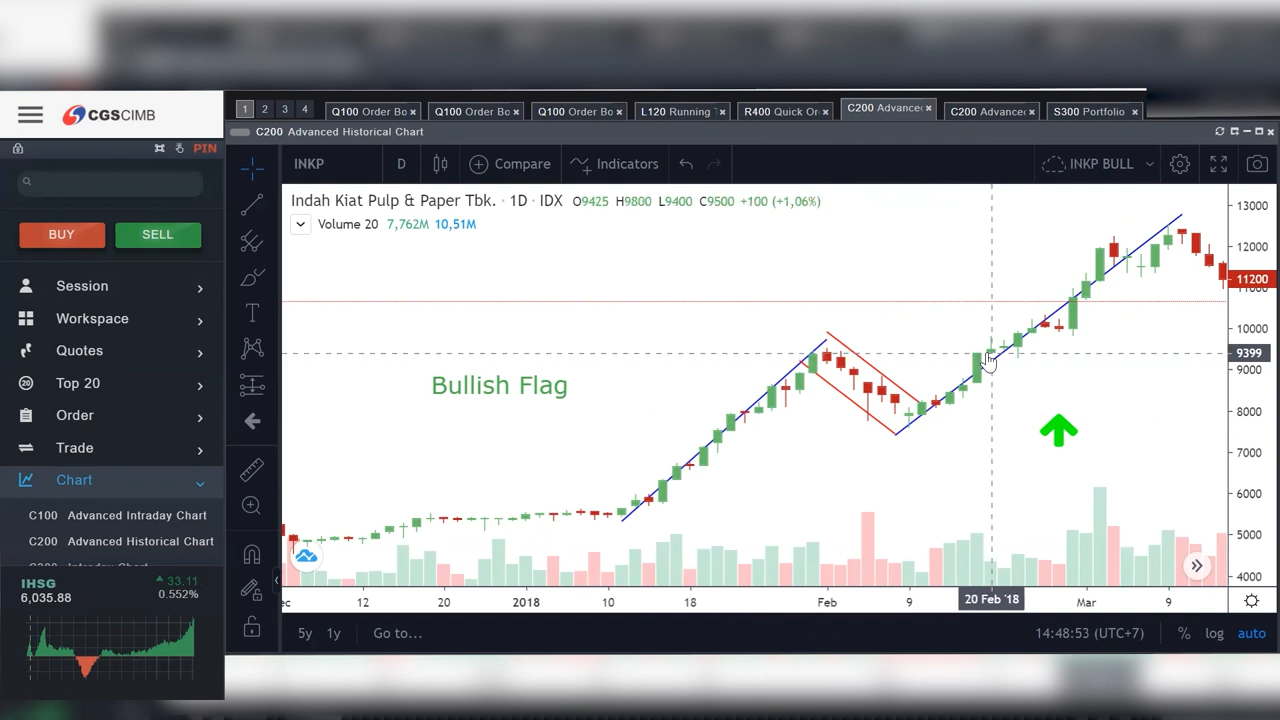 CGS CIMB
PIN
BUY
SELL
Session
Workspace
Quotes
20 Top 20
Order
Trade
Chart
C100 Advanced Intraday Chart
C200 Advanced Historical Chart
IHSG
33.11
6,035.88
0.552%
1 2 3 4
Q100 Order Bo
Q100 Order Bo
Q100 Order Bo
L120 Running
R400 Quick Or
C200 Advance
C200 Advance
S300 Portfolio
C200 Advanced Historical Chart
INKP
D
Compare
Indicators
INKP BULL
Indah Kiat Pulp & Paper Tbk. · 1D · IDX O9425 H9800 L9400 C9500 +100 (+1,06%)
Volume 20 7,762M 10,51M
Bullish Flag
13000
12000
11200
11000
10000
9399
9000
8000
7000
6000
5000
4000
ec 12 20 2018 10 18 Feb 9 20 Feb '18 Mar 9
5y 1y Go to...
14:48:53 (UTC+7) % log auto